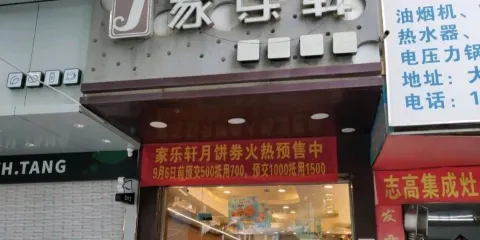 家乐轩
家乐轩月饼券火热预售中
9月6日前预交500抵用700，预交1000抵用1500
TH.TANG
油烟机、
热水器、
电压力锅
地址：大
电话：1
志高集成灶